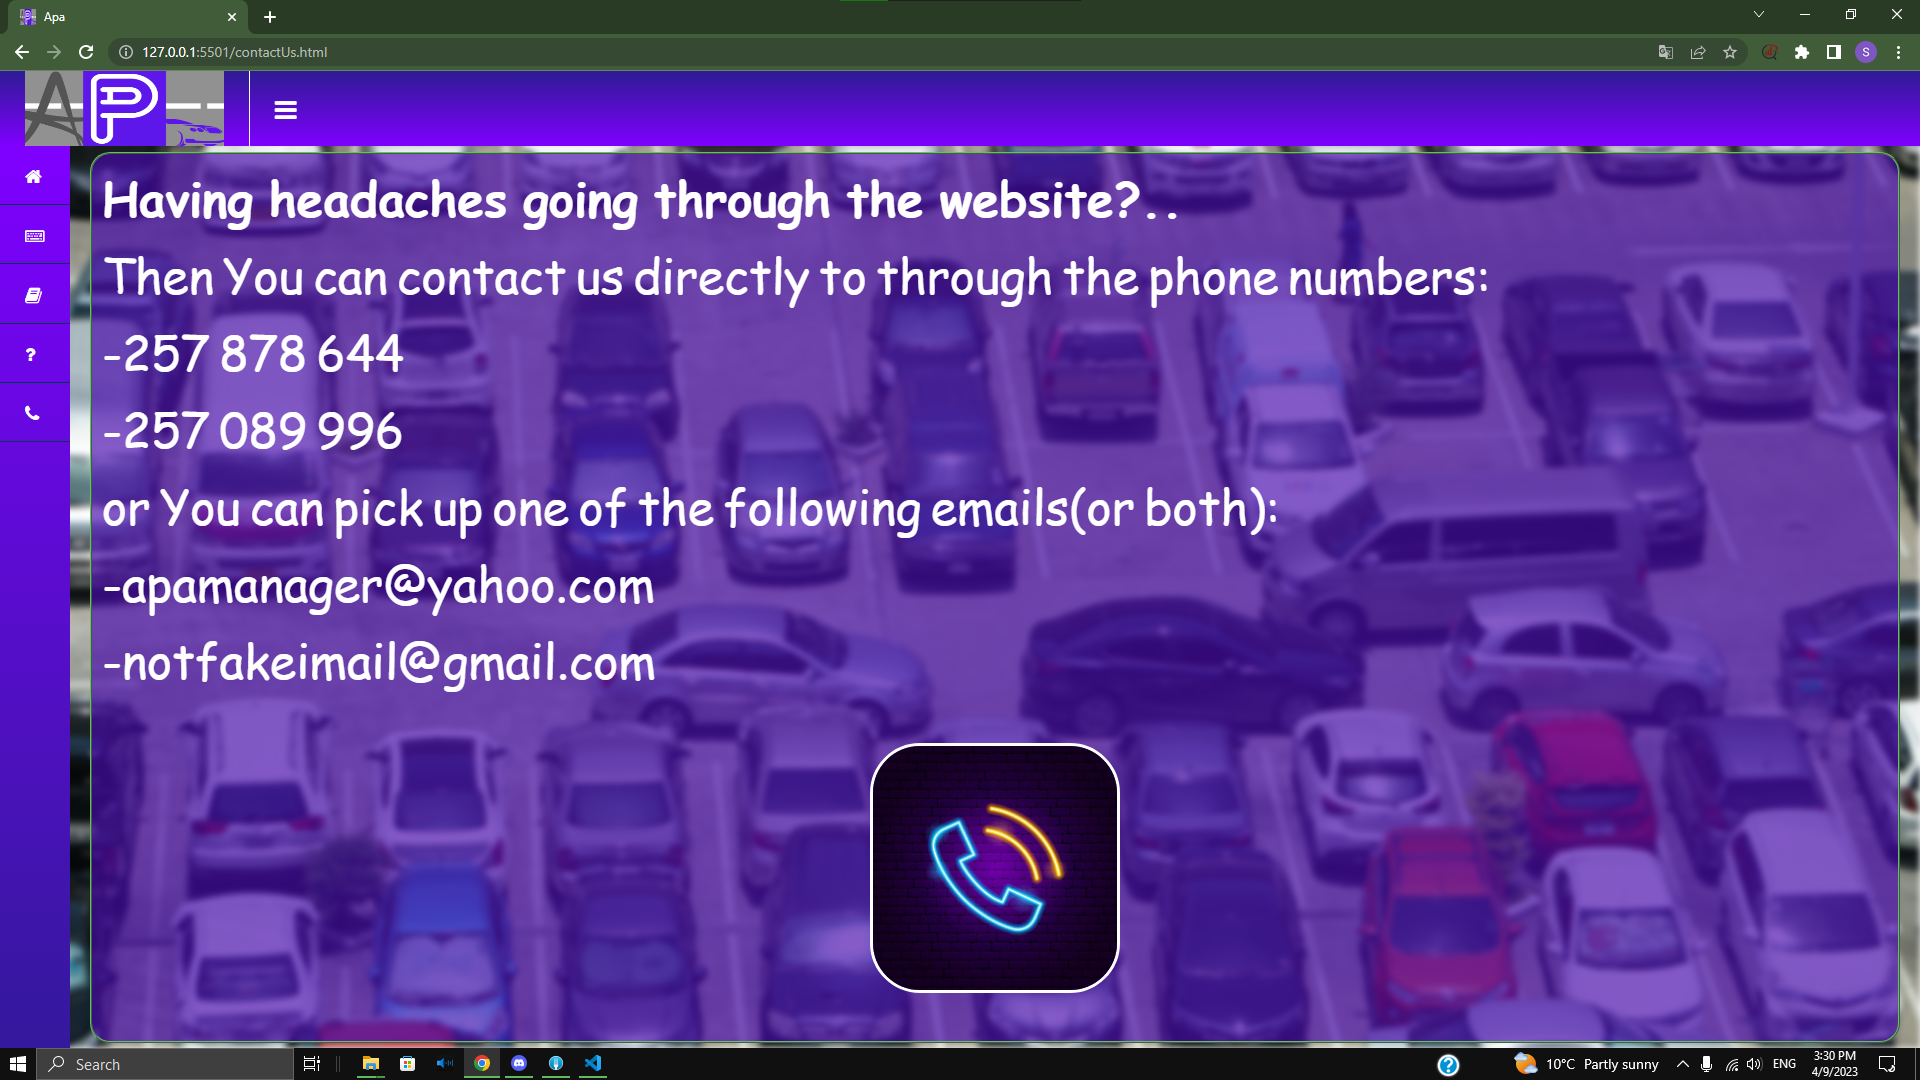 Apa
127.0.0.1:5501/contactUs.html
S
AP
Having headaches going through the website?..
Then You can contact us directly to through the phone numbers:
-257 878 644
-257 089 996
or You can pick up one of the following emails(or both):
-apamanager@yahoo.com
-notfakeimail@gmail.com
Search
10°C Partly sunny
ENG
3:30 PM
4/9/2023